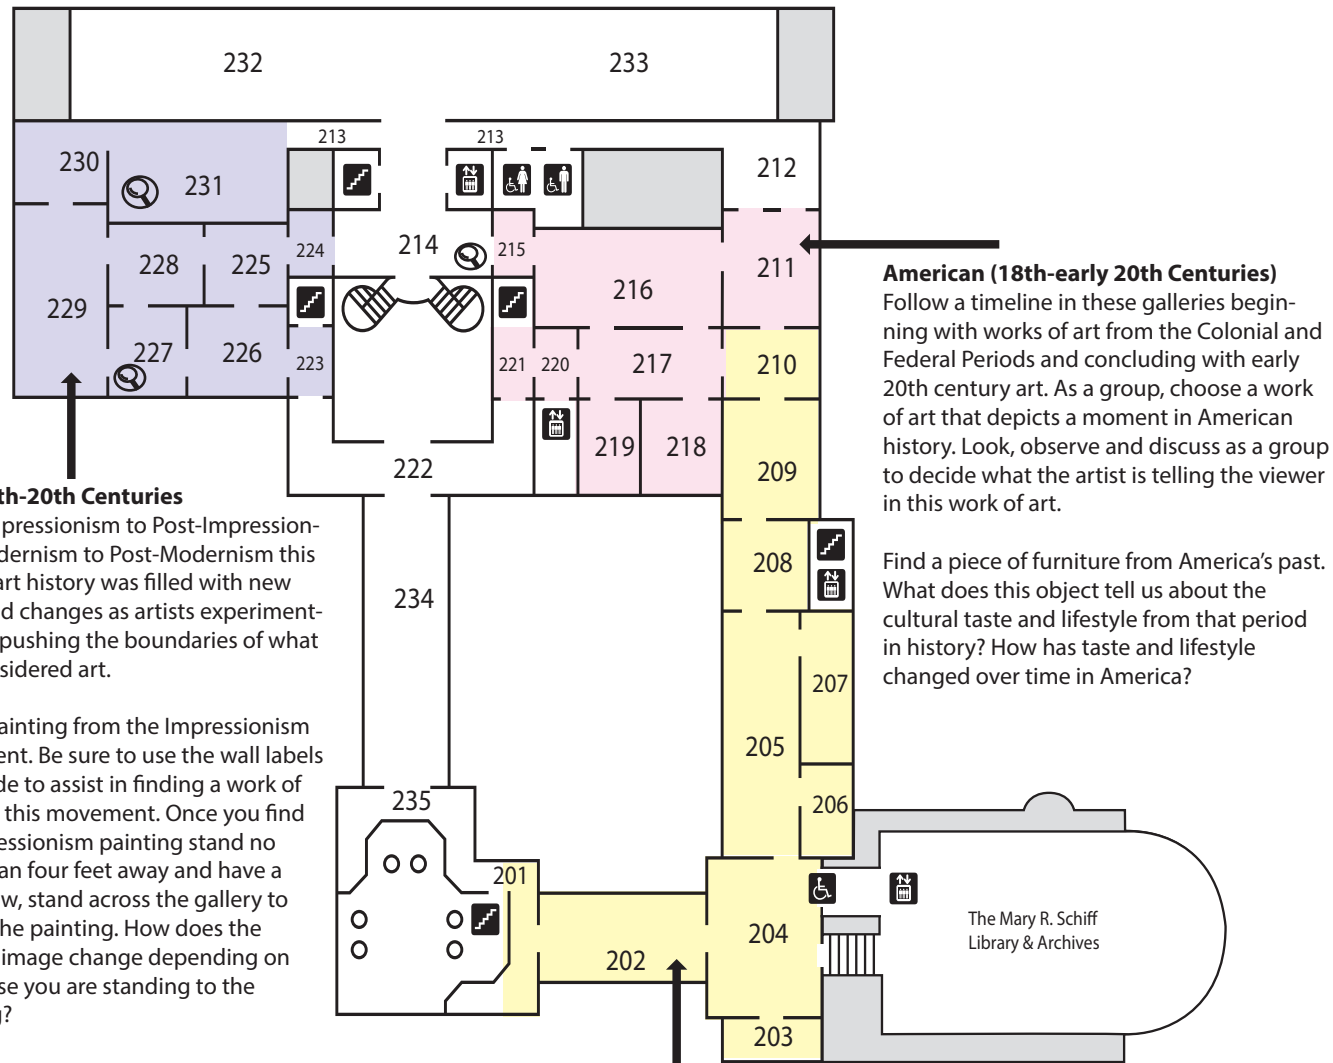 232
233
213
213
230
231
212
214
215
224
228
225
211
216
229
227
226
223
221
220
217
210
219
218
222
209
208
234
207
205
206
235
201
204
202
203
The Mary R. Schiff
Library & Archives
American (18th-early 20th Centuries)
Follow a timeline in these galleries begin-
ning with works of art from the Colonial and
Federal Periods and concluding with early
20th century art. As a group, choose a work
of art that depicts a moment in American
history. Look, observe and discuss as a group
to decide what the artist is telling the viewer
in this work of art.
Find a piece of furniture from America’s past.
What does this object tell us about the
cultural taste and lifestyle from that period
in history? How has taste and lifestyle
changed over time in America?
th-20th Centuries
pressionism to Post-Impression-
dernism to Post-Modernism this
art history was filled with new
d changes as artists experiment-
pushing the boundaries of what
sidered art.
ainting from the Impressionism
ent. Be sure to use the wall labels
de to assist in finding a work of
this movement. Once you find
essionism painting stand no
an four feet away and have a
w, stand across the gallery to
he painting. How does the
image change depending on
se you are standing to the
?